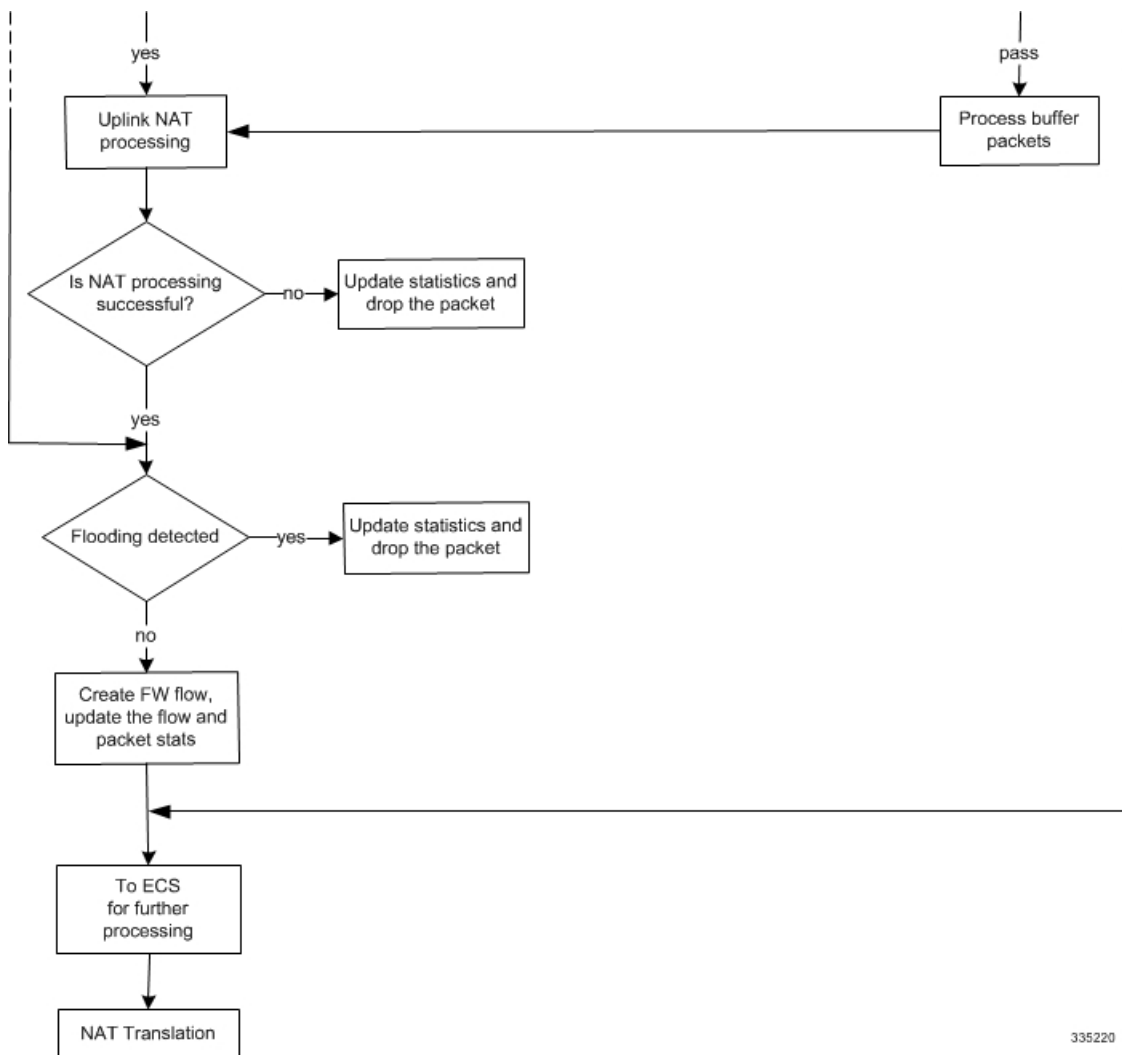 yes
pass
Uplink NAT
processing
Process buffer
packets
Is NAT processing
successful?
no
Update statistics and
drop the packet
yes
Flooding detected
yes
Update statistics and
drop the packet
no
Create FW flow,
update the flow and
packet stats
To ECS
for further
processing
NAT Translation
335220